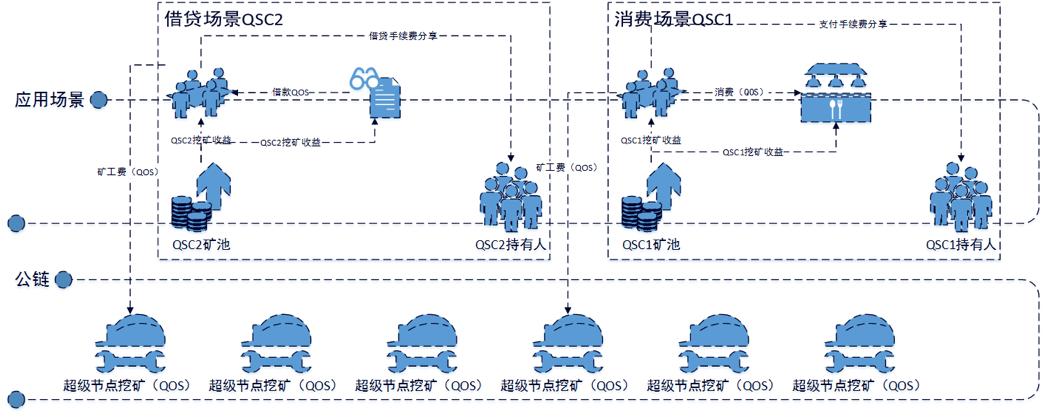 借贷场景QSC2
消费场景QSC1
借贷手续费分享
支付手续费分享
应用场景
借款QOS
消费（QOS）
QSC2挖矿收益
QSC2挖矿收益
QSC1挖矿收益
QSC1挖矿收益
矿工费（QOS）
矿工费（QOS）
QSC2矿池
QSC2持有人
QSC1矿池
QSC1持有人
公链
超级节点挖矿（QOS）
超级节点挖矿（QOS）
超级节点挖矿（QOS）
超级节点挖矿（QOS）
超级节点挖矿（QOS）
超级节点挖矿（QOS）